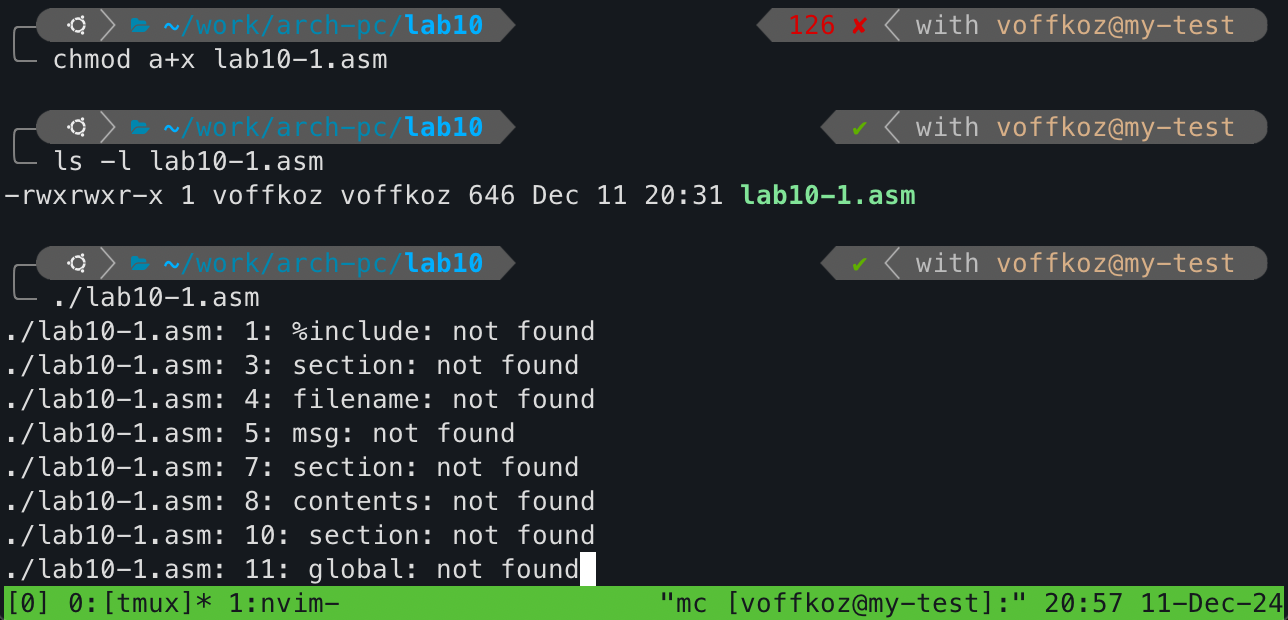 ~/work/arch-pc/lab10 126 ✘ with voffkoz@my-test
chmod a+x lab10-1.asm
~/work/arch-pc/lab10 ✔ with voffkoz@my-test
ls -l lab10-1.asm
-rwxrwxr-x 1 voffkoz voffkoz 646 Dec 11 20:31 lab10-1.asm
~/work/arch-pc/lab10 ✔ with voffkoz@my-test
./lab10-1.asm
./lab10-1.asm: 1: %include: not found
./lab10-1.asm: 3: section: not found
./lab10-1.asm: 4: filename: not found
./lab10-1.asm: 5: msg: not found
./lab10-1.asm: 7: section: not found
./lab10-1.asm: 8: contents: not found
./lab10-1.asm: 10: section: not found
./lab10-1.asm: 11: global: not found
[0] 0:[tmux]* 1:nvim- "mc [voffkoz@my-test]:" 20:57 11-Dec-24